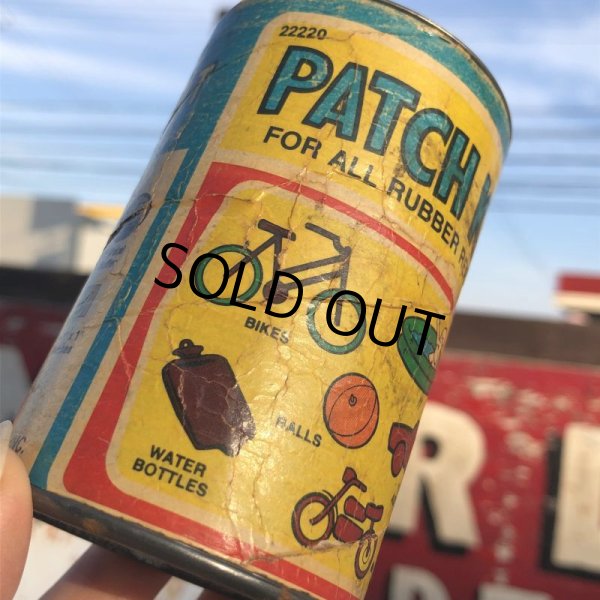 22220
PATCH
FOR ALL RUBBER
BIKES
BALLS
WATER
BOTTLES
SOLD OUT